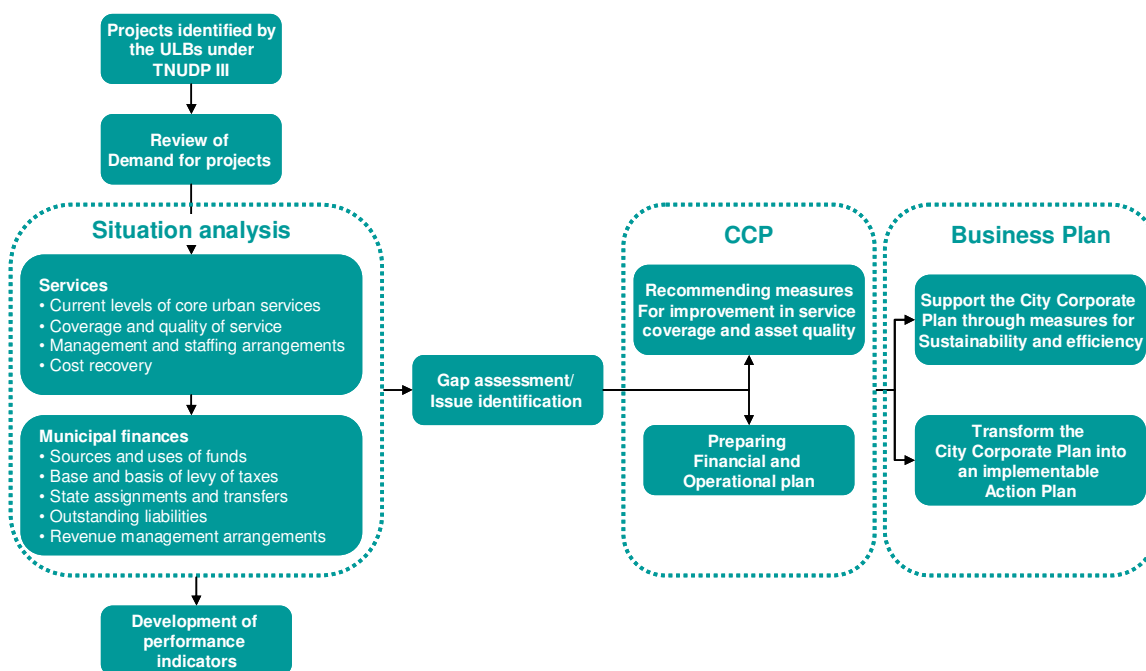 Projects identified by
the ULBs under
TNUDP III
Review of
Demand for projects
Situation analysis
Services
• Current levels of core urban services
• Coverage and quality of service
• Management and staffing arrangements
• Cost recovery
Municipal finances
• Sources and uses of funds
• Base and basis of levy of taxes
• State assignments and transfers
• Outstanding liabilities
• Revenue management arrangements
Development of
performance
indicators
Gap assessment/
Issue identification
CCP
Recommending measures
For improvement in service
coverage and asset quality
Preparing
Financial and
Operational plan
Business Plan
Support the City Corporate
Plan through measures for
Sustainability and efficiency
Transform the
City Corporate Plan into
an implementable
Action Plan